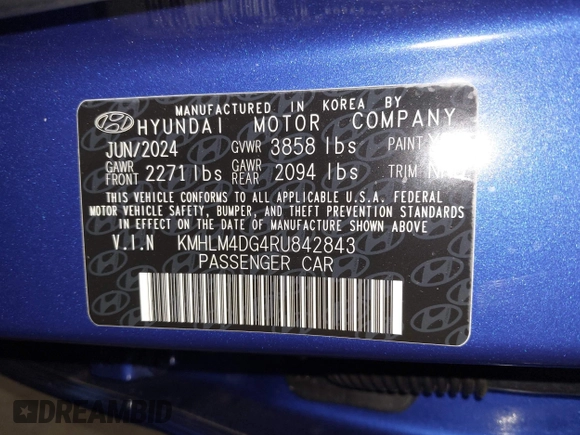 MANUFACTURED IN KOREA BY
HYUNDAI MOTOR COMPANY
JUN/2024 GVWR 3858 lbs PAINT
GAWR FRONT 2271 lbs GAWR REAR 2094 lbs TRIM
THIS VEHICLE CONFORMS TO ALL APPLICABLE U.S.A. FEDERAL
MOTOR VEHICLE SAFETY, BUMPER, AND THEFT PREVENTION STANDARDS
IN EFFECT ON THE DATE OF MANUFACTURE SHOWN ABOVE
V.I.N KMHLM4DG4RU842843
PASSENGER CAR
DREAMBID